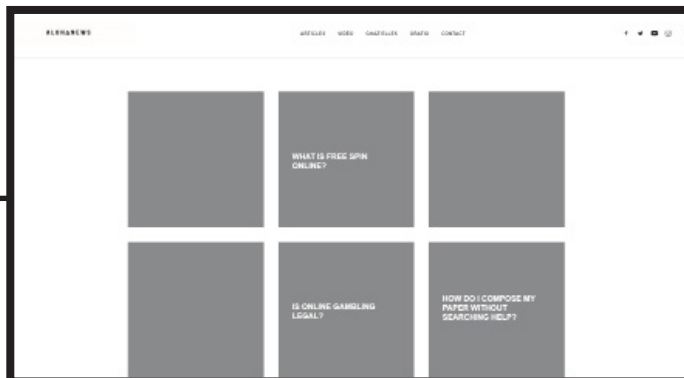 ALOHANEWS
ARTICLES VIDEO GHAZIELLES GRATIS CONTACT
WHAT IS FREE SPIN
ONLINE?
IS ONLINE GAMBLING
LEGAL?
HOW DO I COMPOSE MY
PAPER WITHOUT
SEARCHING HELP?